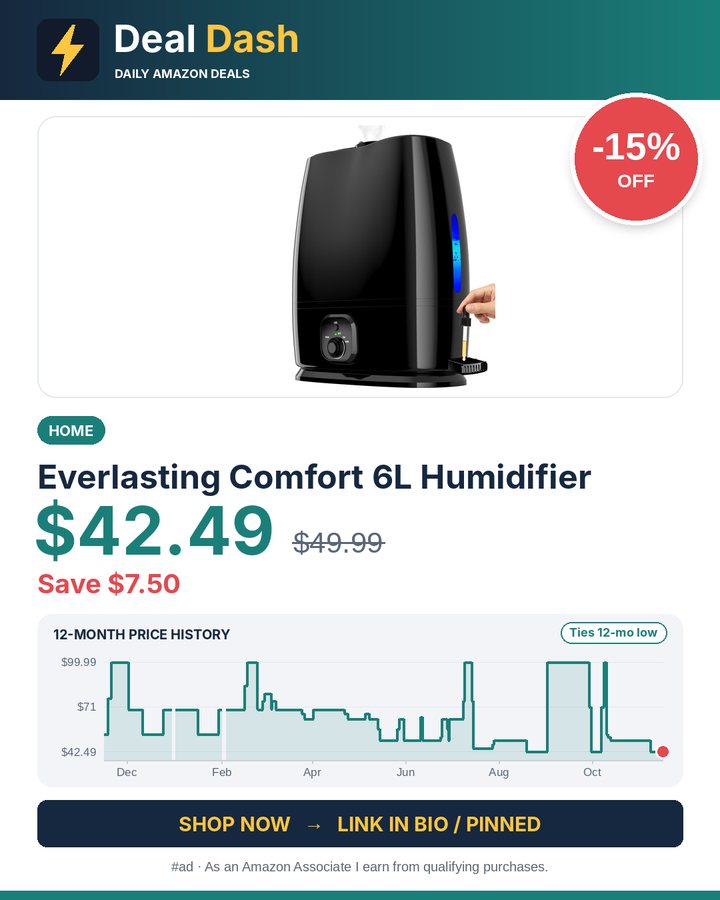 Deal Dash
DAILY AMAZON DEALS
-15%
OFF
HOME
Everlasting Comfort 6L Humidifier
$42.49 $49.99
Save $7.50
12-MONTH PRICE HISTORY
Ties 12-mo low
$99.99
$71
$42.49
Dec Feb Apr Jun Aug Oct
SHOP NOW → LINK IN BIO / PINNED
#ad · As an Amazon Associate I earn from qualifying purchases.